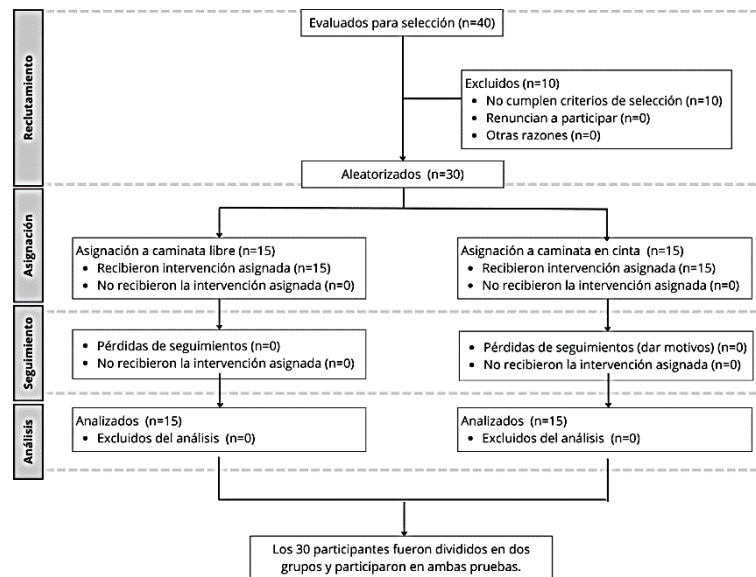 Reclutamiento
Evaluados para selección (n=40)
Excluidos (n=10)
• No cumplen criterios de selección (n=10)
• Renuncian a participar (n=0)
• Otras razones (n=0)
Aleatorizados (n=30)
Asignación
Asignación a caminata libre (n=15)
• Recibieron intervención asignada (n=15)
• No recibieron la intervención asignada (n=0)
Asignación a caminata en cinta (n=15)
• Recibieron intervención asignada (n=15)
• No recibieron la intervención asignada (n=0)
Seguimiento
• Pérdidas de seguimientos (n=0)
• No recibieron la intervención asignada (n=0)
• Pérdidas de seguimientos (dar motivos) (n=0)
• No recibieron la intervención asignada (n=0)
Análisis
Analizados (n=15)
• Excluidos del análisis (n=0)
Analizados (n=15)
• Excluidos del análisis (n=0)
Los 30 participantes fueron divididos en dos
grupos y participaron en ambas pruebas.